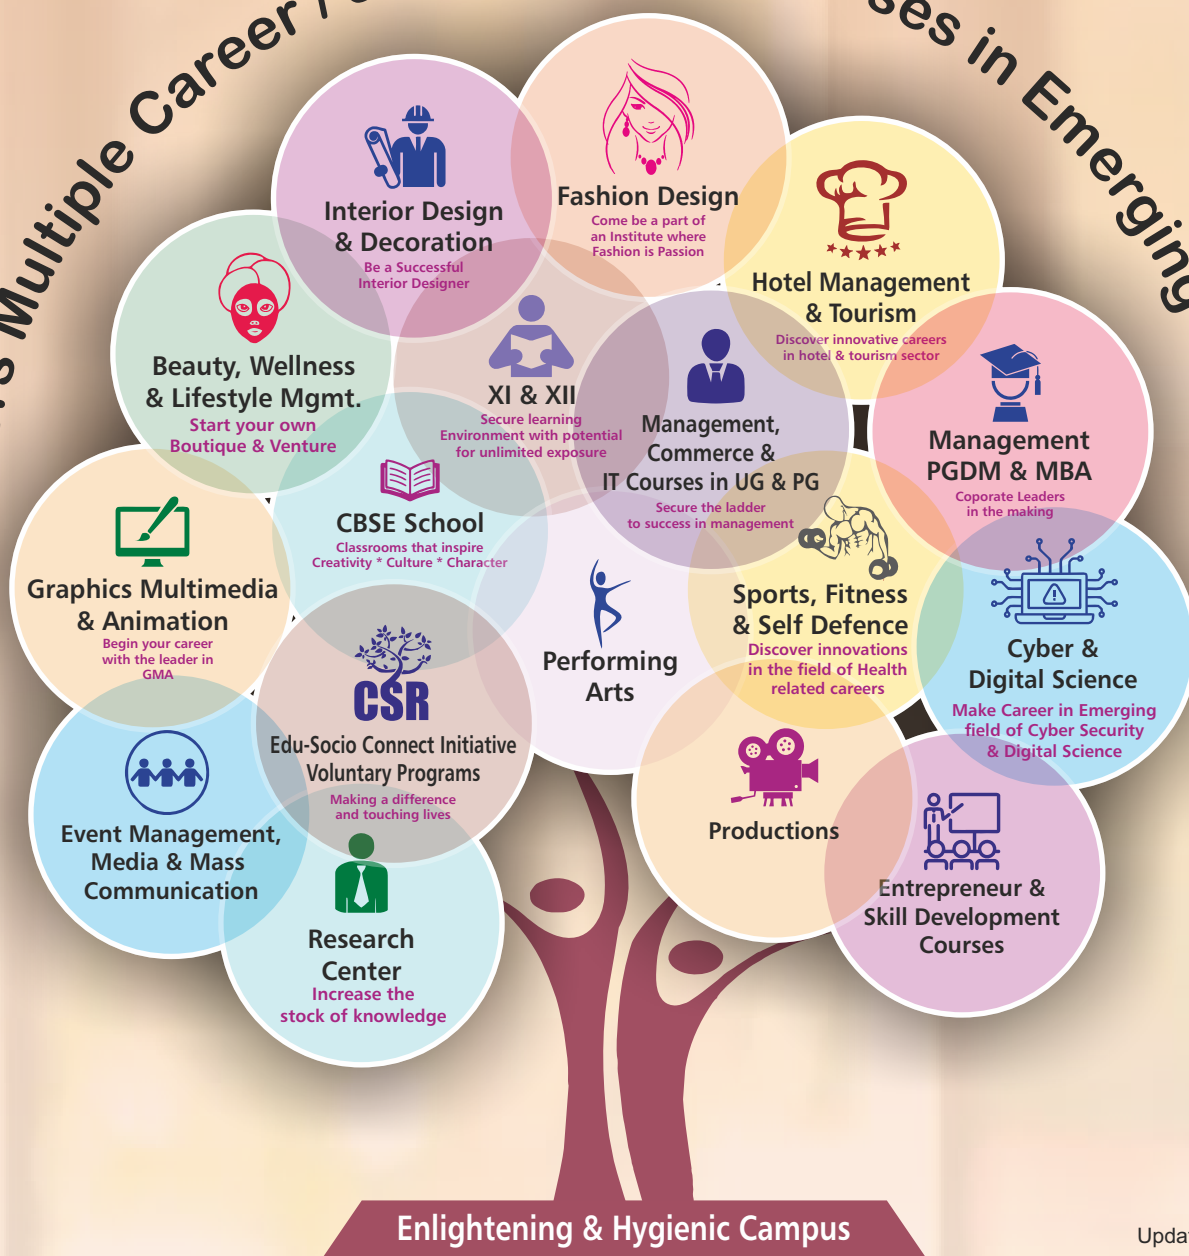 Multiple Career
in Emerging
Interior Design
& Decoration
Be a Successful
Interior Designer
Fashion Design
Come be a part of
an Institute where
Fashion is Passion
Hotel Management
& Tourism
Discover innovative careers
in hotel & tourism sector
Beauty, Wellness
& Lifestyle Mgmt.
Start your own
Boutique & Venture
XI & XII
Secure learning
Environment with potential
for unlimited exposure
Management,
Commerce &
IT Courses in UG & PG
Secure the ladder
to success in management
Management
PGDM & MBA
Coporate Leaders
in the making
Graphics Multimedia
& Animation
Begin your career
with the leader in
GMA
CBSE School
Classrooms that inspire
Creativity * Culture * Character
Performing
Arts
Sports, Fitness
& Self Defence
Discover innovations
in the field of Health
related careers
Cyber &
Digital Science
Make Career in Emerging
field of Cyber Security
& Digital Science
CSR
Edu-Socio Connect Initiative
Voluntary Programs
Making a difference
and touching lives
Event Management,
Media & Mass
Communication
Productions
Entrepreneur &
Skill Development
Courses
Research
Center
Increase the
stock of knowledge
Enlightening & Hygienic Campus